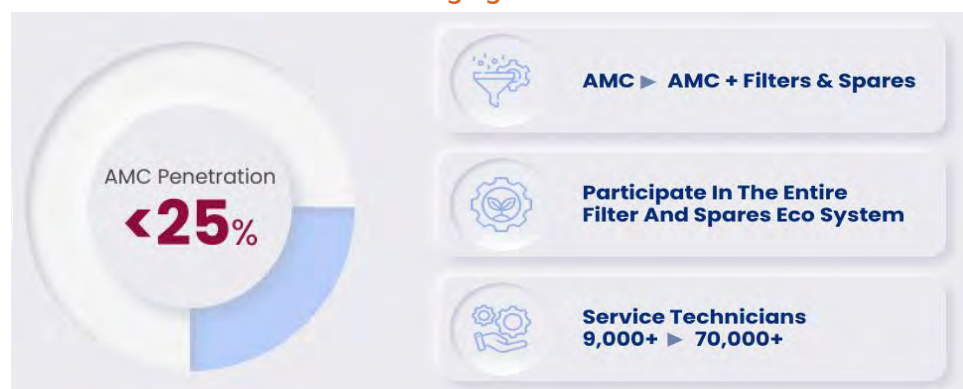 AMC Penetration
<25%
AMC ▶ AMC + Filters & Spares
Participate In The Entire
Filter And Spares Eco System
Service Technicians
9,000+ ▶ 70,000+